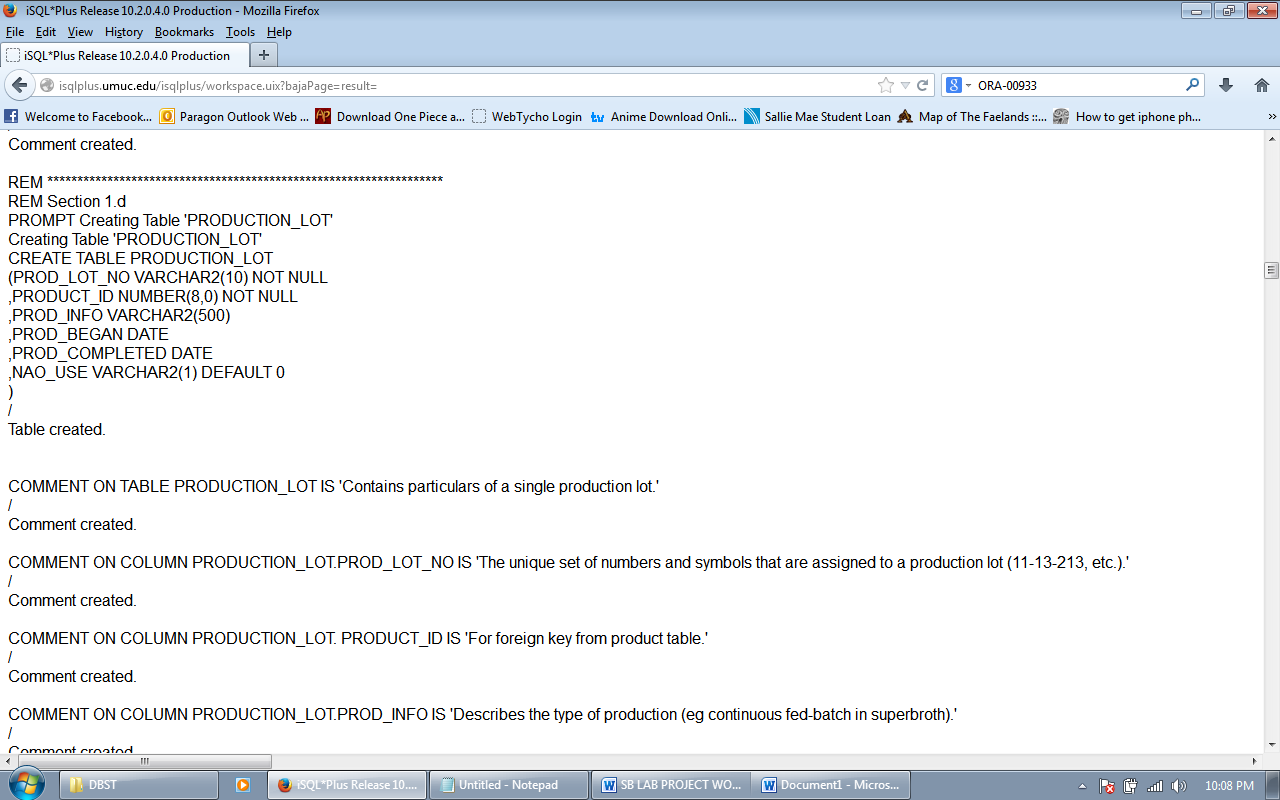 iSQL*Plus Release 10.2.0.4.0 Production - Mozilla Firefox
File Edit View History Bookmarks Tools Help
iSQL*Plus Release 10.2.0.4.0 Production
isqlplus.umuc.edu/isqlplus/workspace.uix?bajaPage=result=
ORA-00933
Welcome to Facebook... Paragon Outlook Web ... Download One Piece a... WebTycho Login Anime Download Onli... Sallie Mae Student Loan Map of The Faelands ::... How to get iphone ph...
Comment created.
REM ******************************************************************
REM Section 1.d
PROMPT Creating Table 'PRODUCTION_LOT'
Creating Table 'PRODUCTION_LOT'
CREATE TABLE PRODUCTION_LOT
(PROD_LOT_NO VARCHAR2(10) NOT NULL
,PRODUCT_ID NUMBER(8,0) NOT NULL
,PROD_INFO VARCHAR2(500)
,PROD_BEGAN DATE
,PROD_COMPLETED DATE
,NAO_USE VARCHAR2(1) DEFAULT 0
)
/
Table created.
COMMENT ON TABLE PRODUCTION_LOT IS 'Contains particulars of a single production lot.'
/
Comment created.
COMMENT ON COLUMN PRODUCTION_LOT.PROD_LOT_NO IS 'The unique set of numbers and symbols that are assigned to a production lot (11-13-213, etc.).'
/
Comment created.
COMMENT ON COLUMN PRODUCTION_LOT. PRODUCT_ID IS 'For foreign key from product table.'
/
Comment created.
COMMENT ON COLUMN PRODUCTION_LOT.PROD_INFO IS 'Describes the type of production (eg continuous fed-batch in superbroth).'
/
Comment created.
DBST iSQL*Plus Release 10.... Untitled - Notepad SB LAB PROJECT WO... Document1 - Micros... 10:08 PM